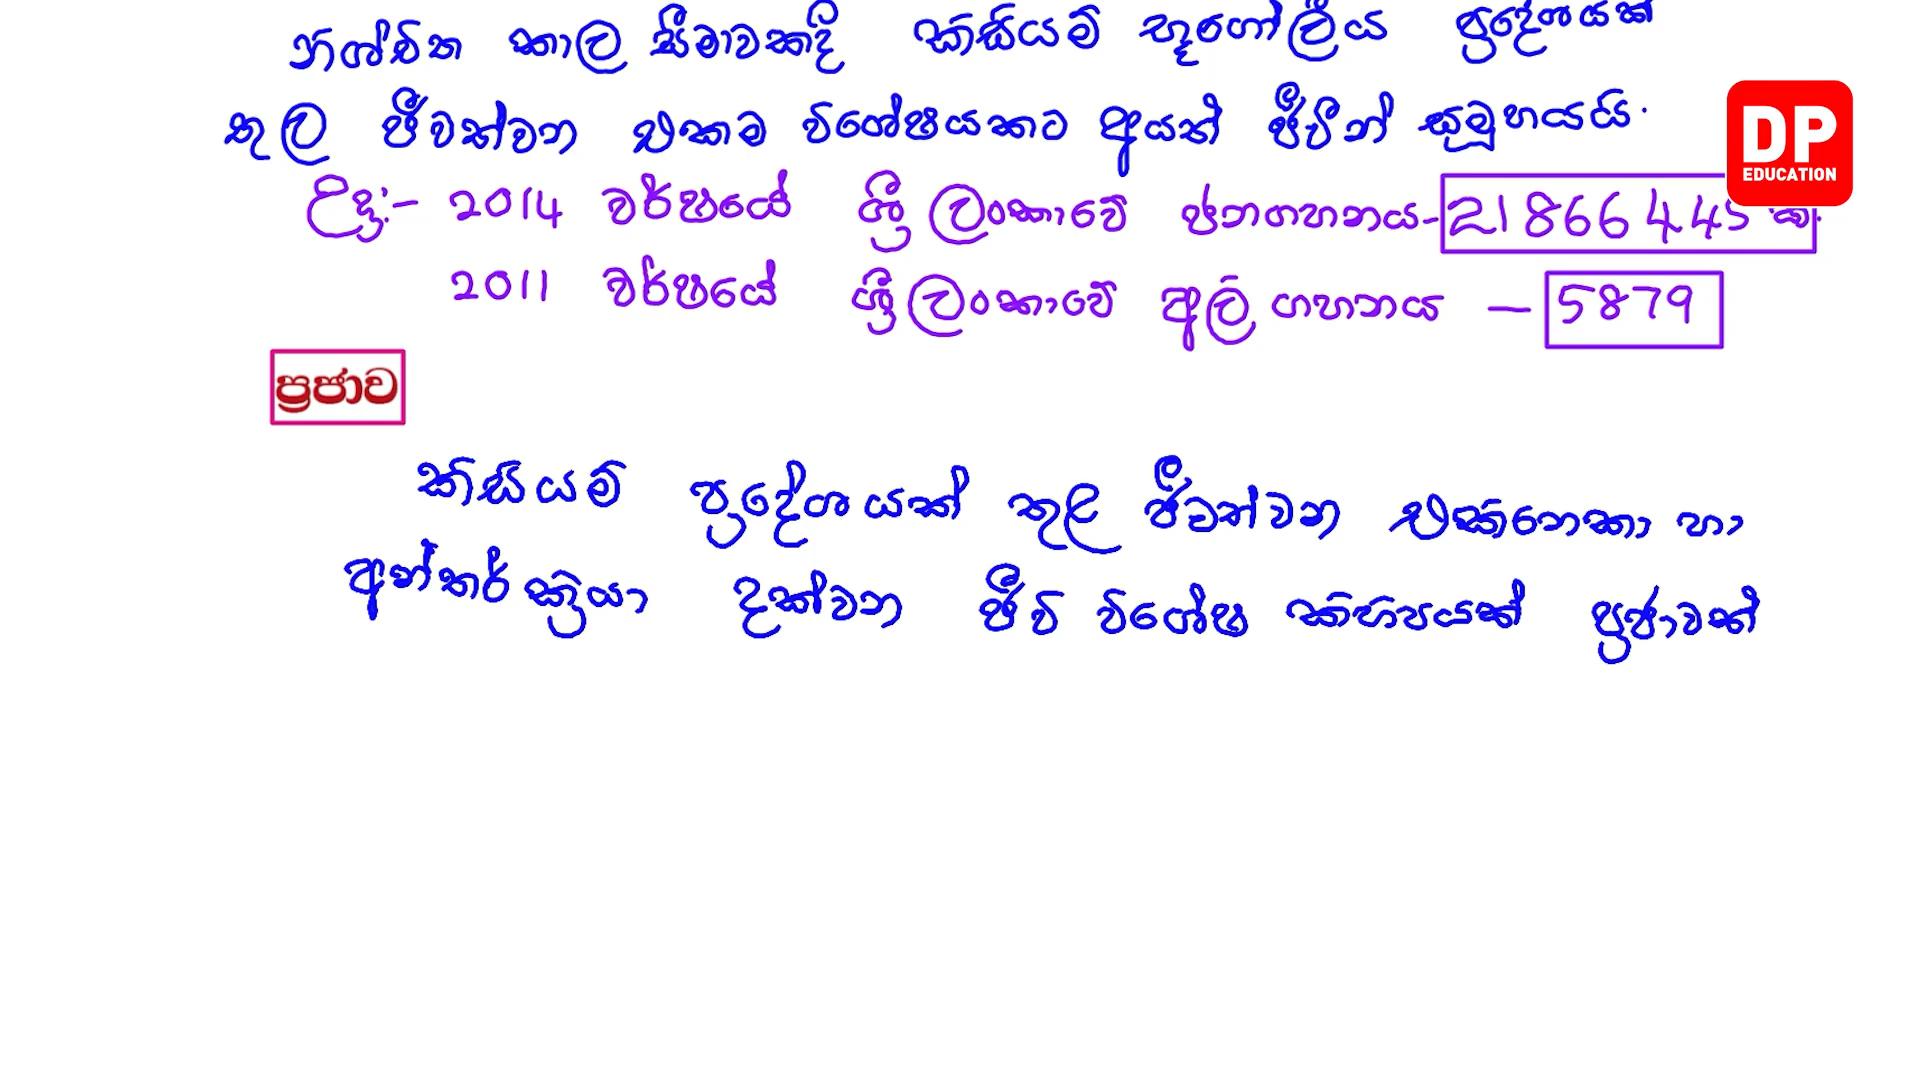 නිශ්චිත කාල සීමාවකදී කිසියම් භූගෝලීය ප්‍රදේශයක්
තුල ජීවත්වන එකම විශේෂයකට අයත් ජීවීන් සමූහයයි.
උදා:- 2014 වර්ෂයේ ශ්‍රී ලංකාවේ ජනගහනය- 21866445ක්
2011 වර්ෂයේ ශ්‍රී ලංකාවේ අලි ගහනය – 5879
ප්‍රජාව
කිසියම් ප්‍රදේශයක් තුළ ජීවත්වන එකිනෙකා හා
අන්තර් ක්‍රියා දක්වන ජීවී විශේෂ කිහිපයක් ප්‍රජාවක්
DP
EDUCATION